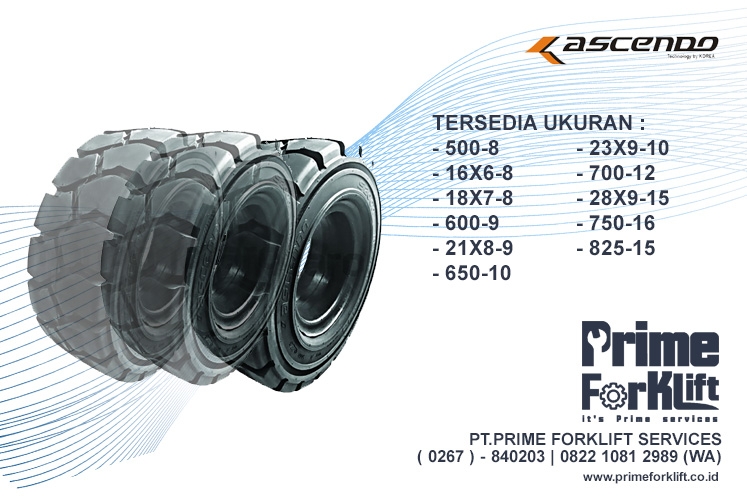 ASCENDO
Technology by KOREA
TERSEDIA UKURAN :
- 500-8
- 16X6-8
- 18X7-8
- 600-9
- 21X8-9
- 650-10
- 23X9-10
- 700-12
- 28X9-15
- 750-16
- 825-15
Prime
ForKlift
it's Prime services
PT.PRIME FORKLIFT SERVICES
( 0267 ) - 840203 | 0822 1081 2989 (WA)
www.primeforklift.co.id